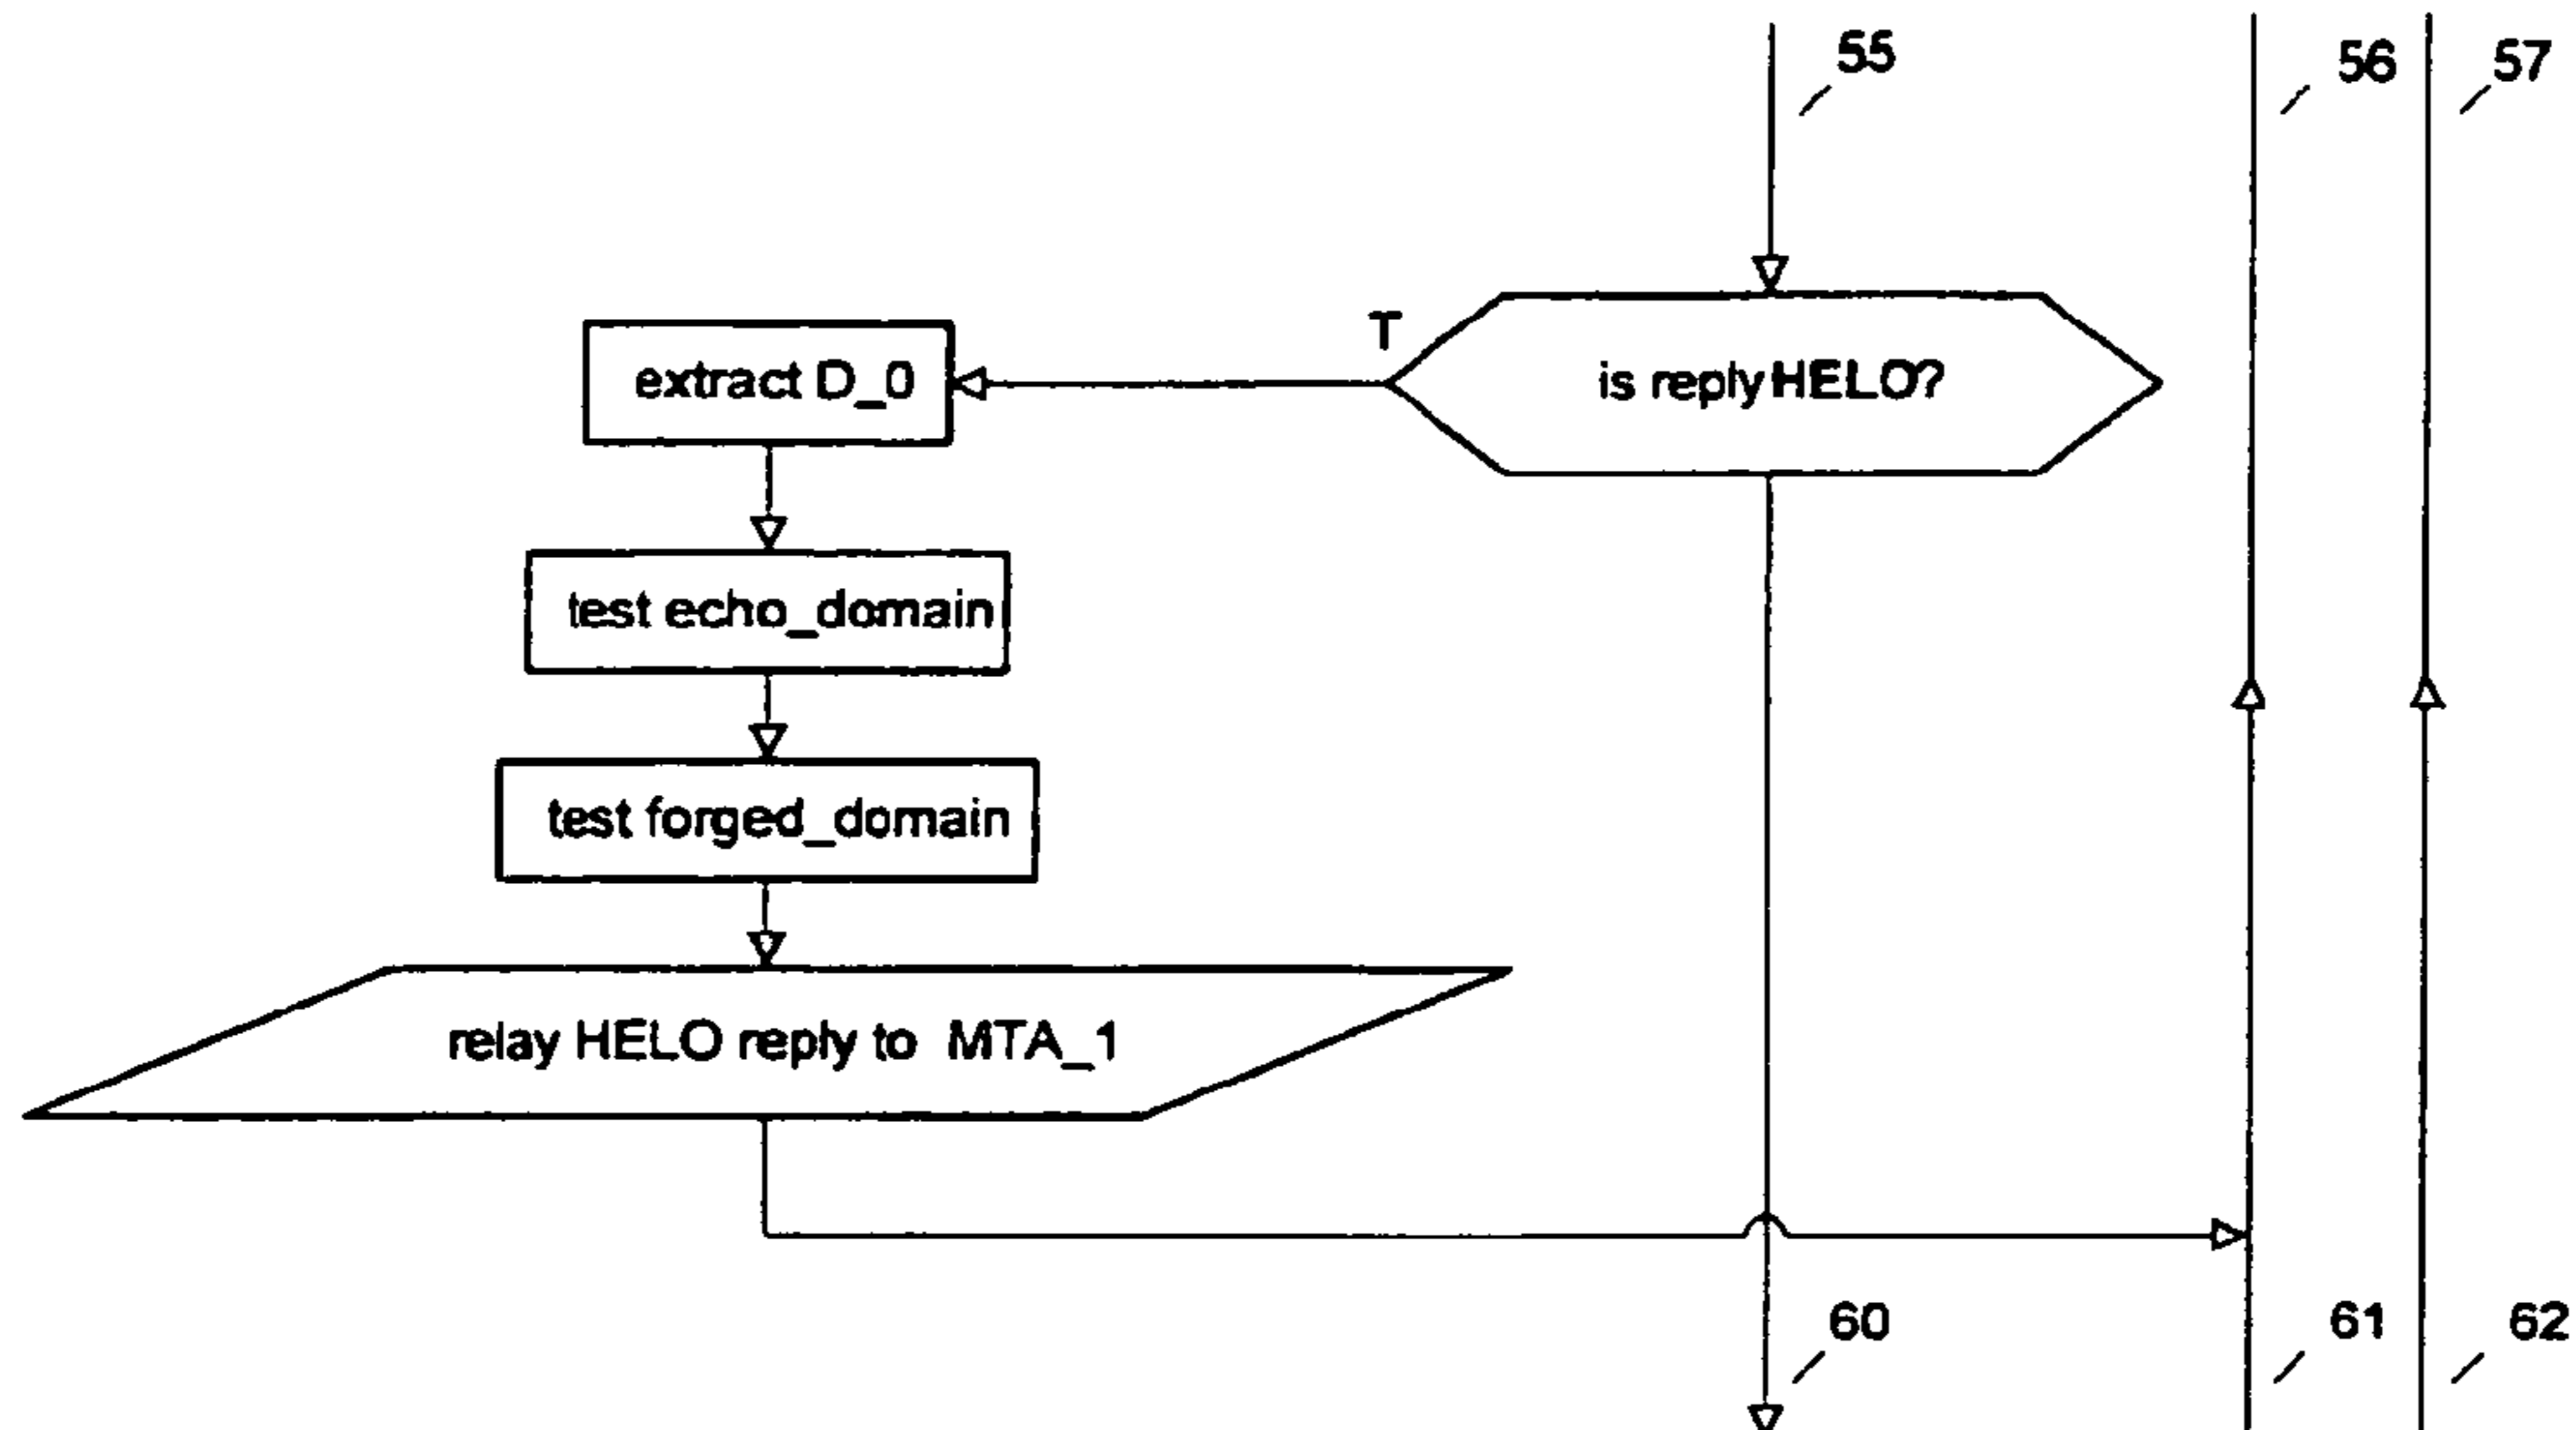 55
56
57
T
is reply HELO?
extract D_0
test echo_domain
test forged_domain
relay HELO reply to MTA_1
60
61
62